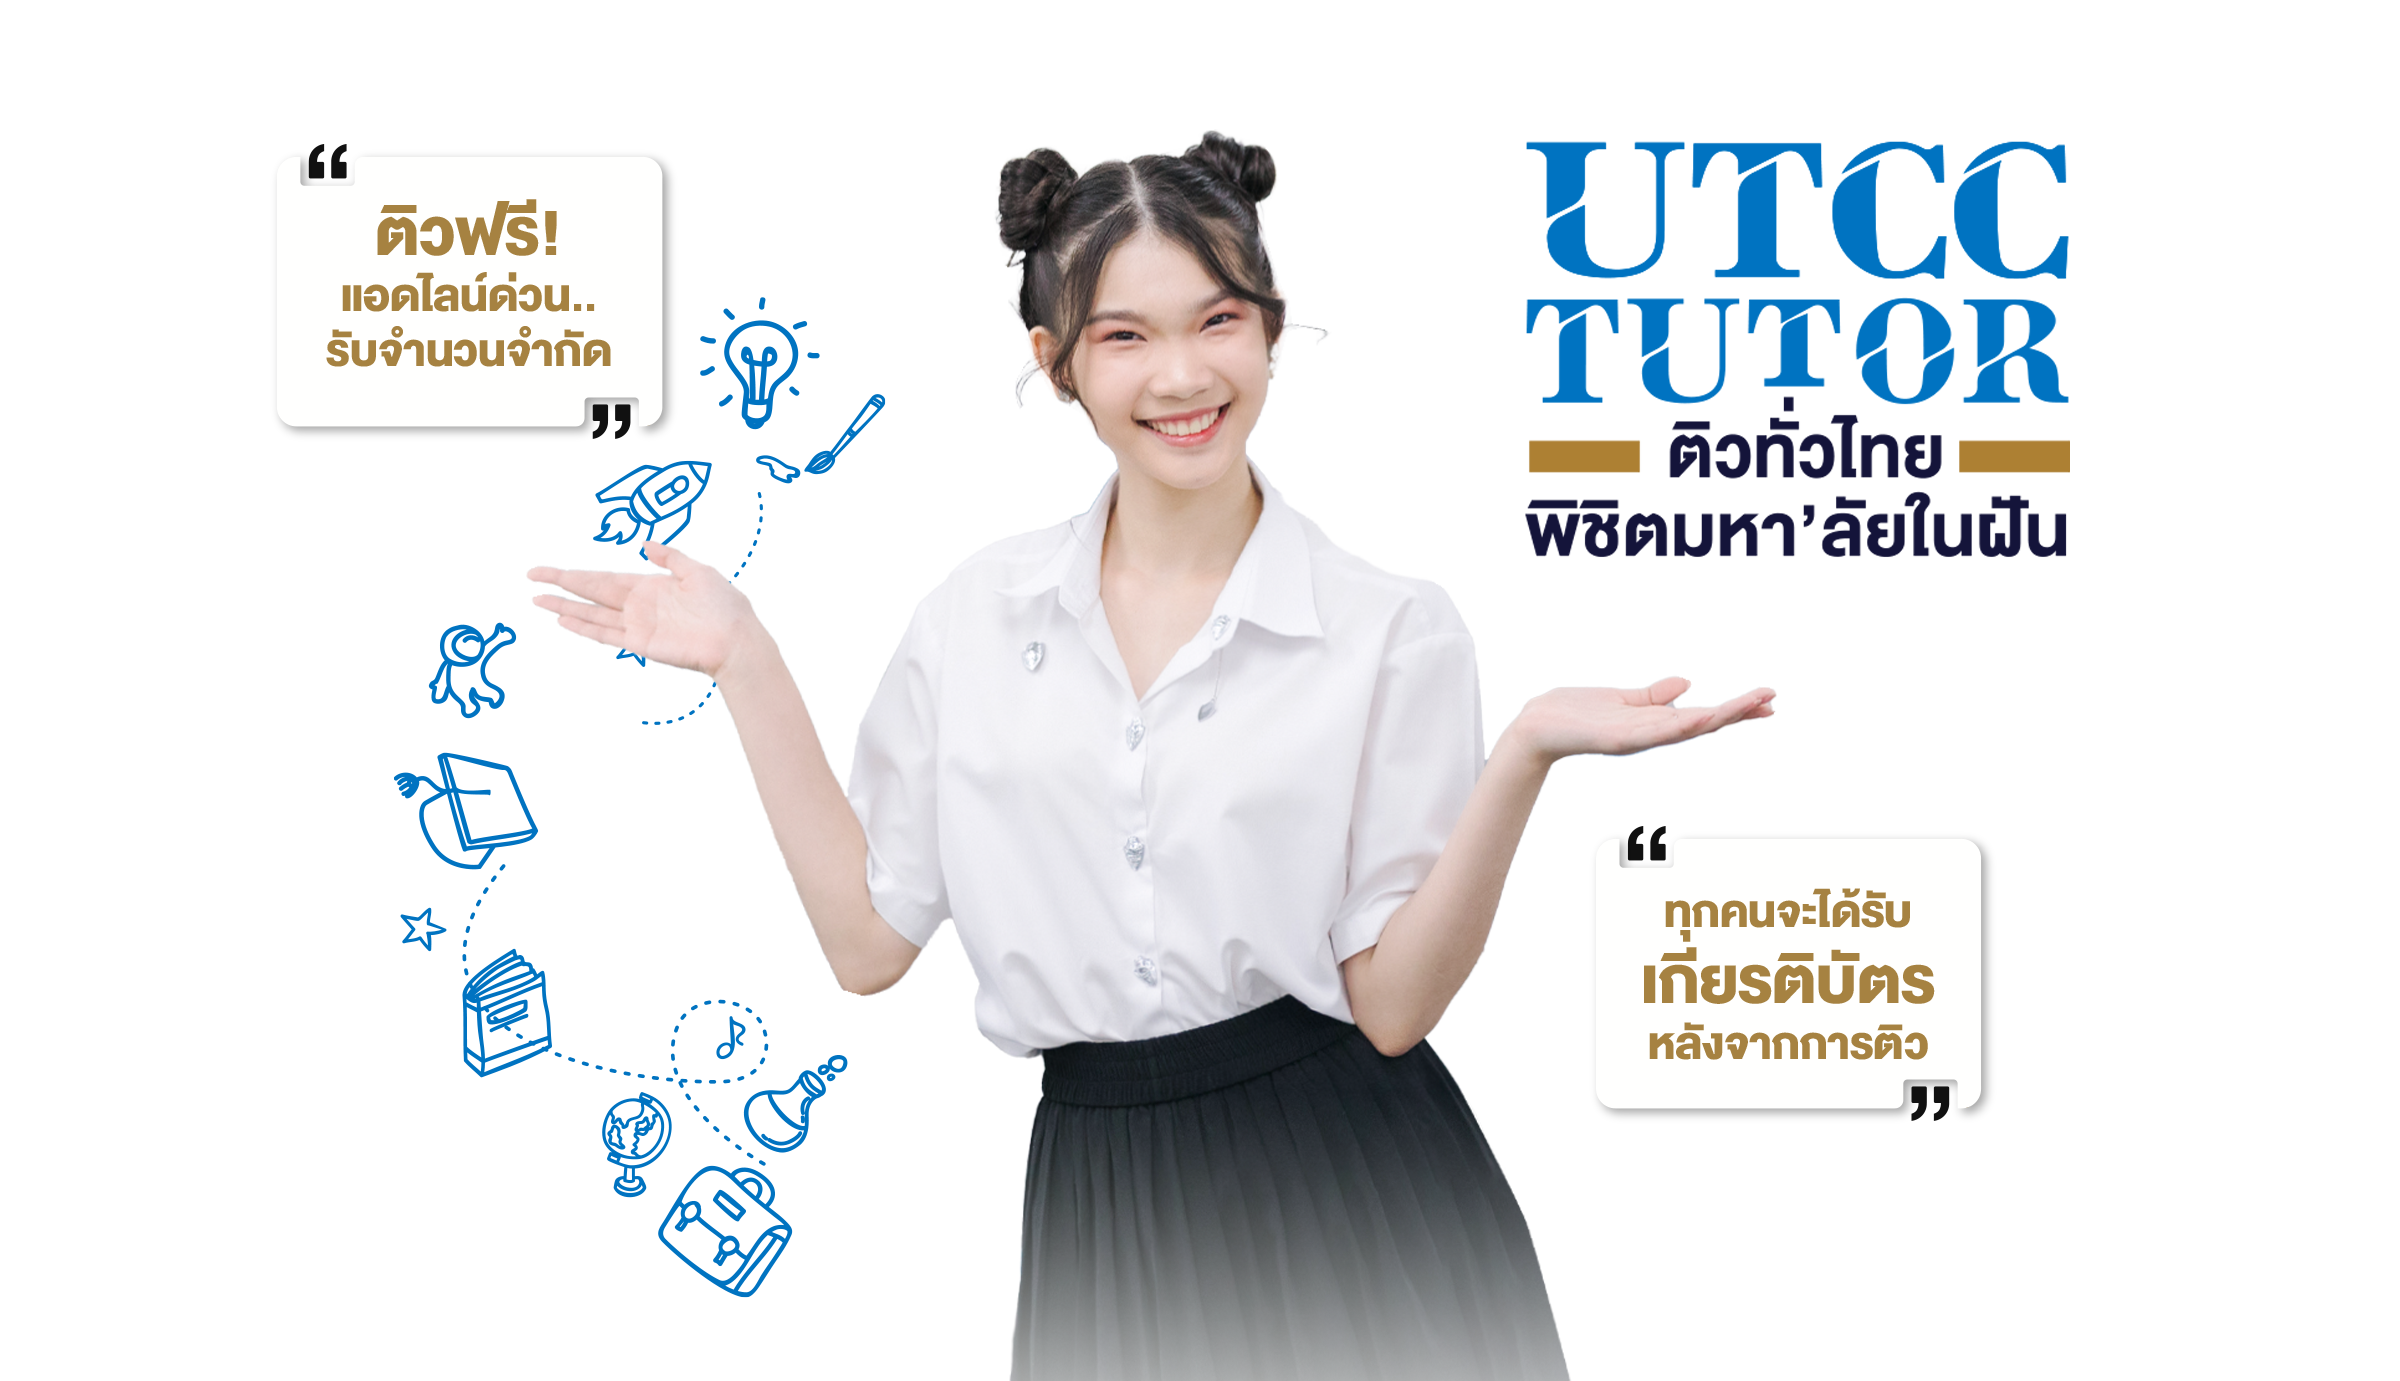 “
ติวฟรี!
แอดไลน์ด่วน..
รับจำนวนจำกัด
”
UTCC
TUTOR
ติวทั่วไทย
พิชิตมหา’ลัยในฝัน
“
ทุกคนจะได้รับ
เกียรติบัตร
หลังจากการติว
”